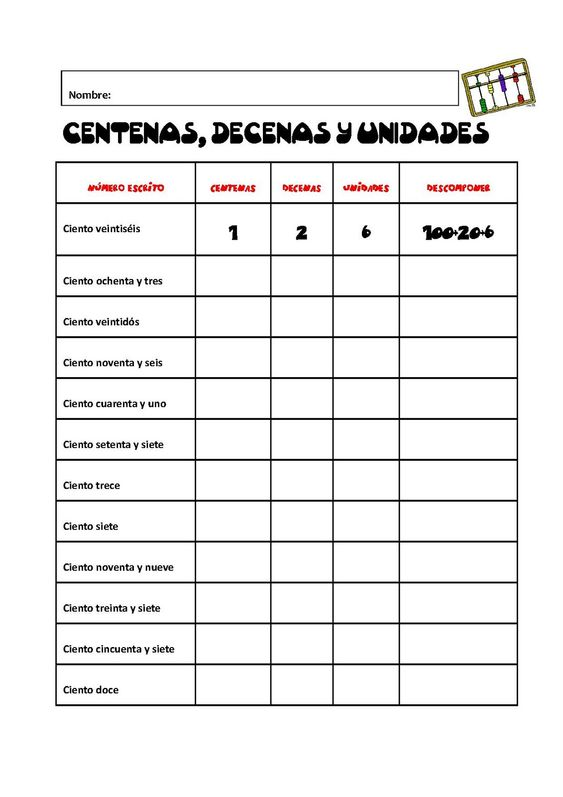 Nombre:
CENTENAS, DECENAS Y UNIDADES
NÚMERO ESCRITO CENTENAS DECENAS UNIDADES DESCOMPONER
Ciento veintiséis 1 2 6 100+20+6
Ciento ochenta y tres
Ciento veintidós
Ciento noventa y seis
Ciento cuarenta y uno
Ciento setenta y siete
Ciento trece
Ciento siete
Ciento noventa y nueve
Ciento treinta y siete
Ciento cincuenta y siete
Ciento doce